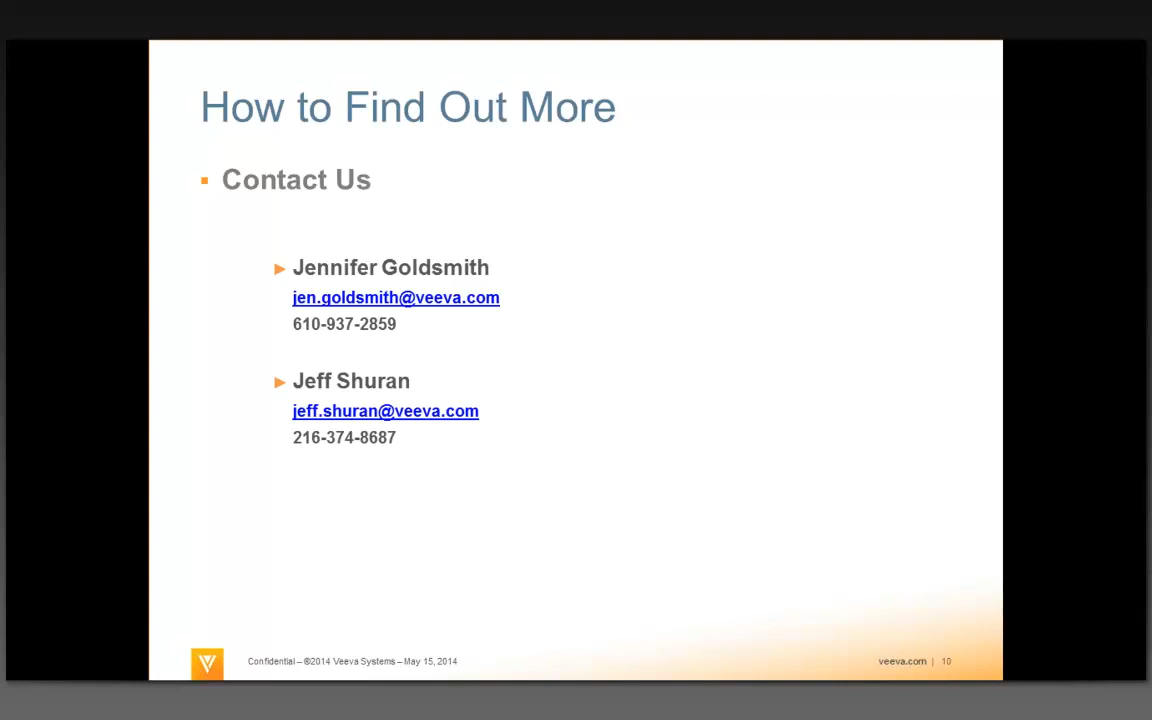 How to Find Out More
▪ Contact Us
► Jennifer Goldsmith
jen.goldsmith@veeva.com
610-937-2859
► Jeff Shuran
jeff.shuran@veeva.com
216-374-8687
Confidential – ©2014 Veeva Systems – May 15, 2014
veeva.com | 10